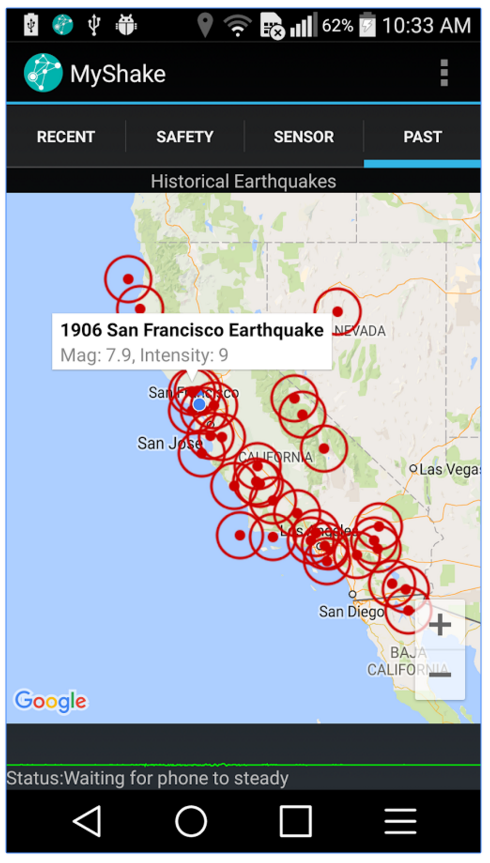 62% 10:33 AM
MyShake
RECENT SAFETY SENSOR PAST
Historical Earthquakes
1906 San Francisco Earthquake
Mag: 7.9, Intensity: 9
NEVADA
San Francisco
San Jose
CALIFORNIA
Las Vegas
Los Angeles
San Diego
+
BAJA
CALIFORNIA
−
Google
Status:Waiting for phone to steady